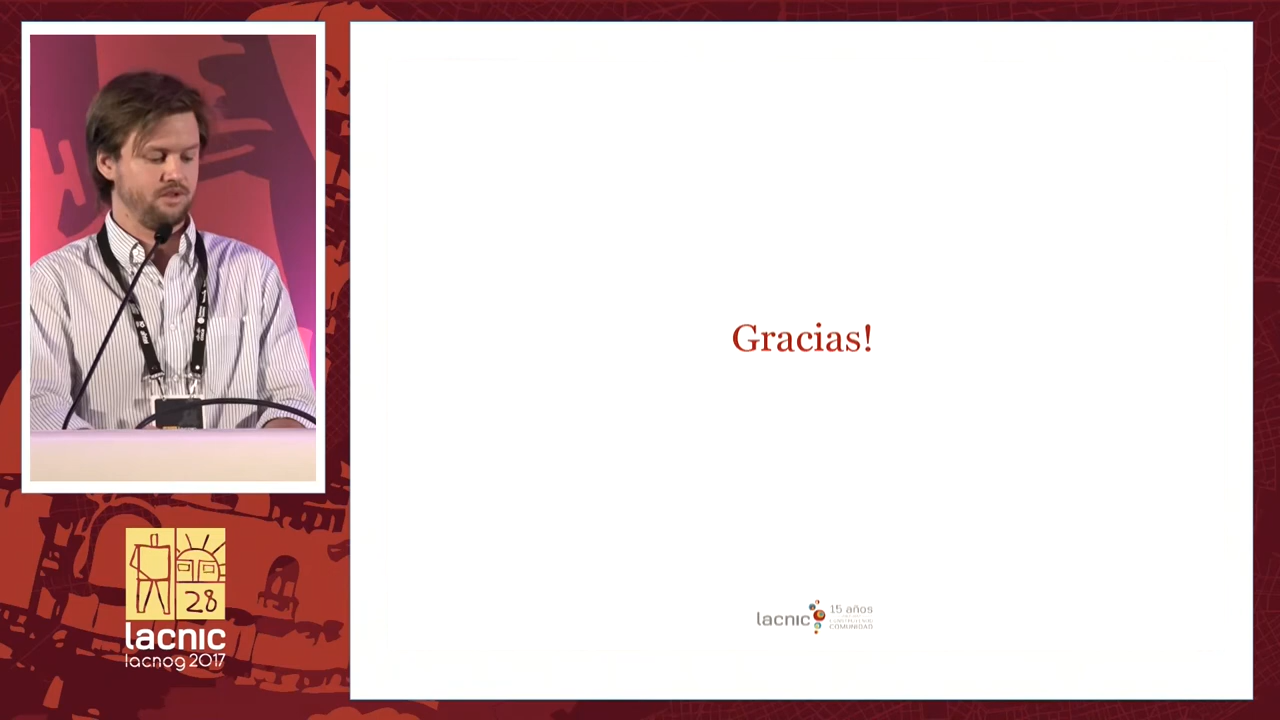 Gracias!
lacnic
15 años
COMUNIDAD
28
lacnic
lacnog 2017